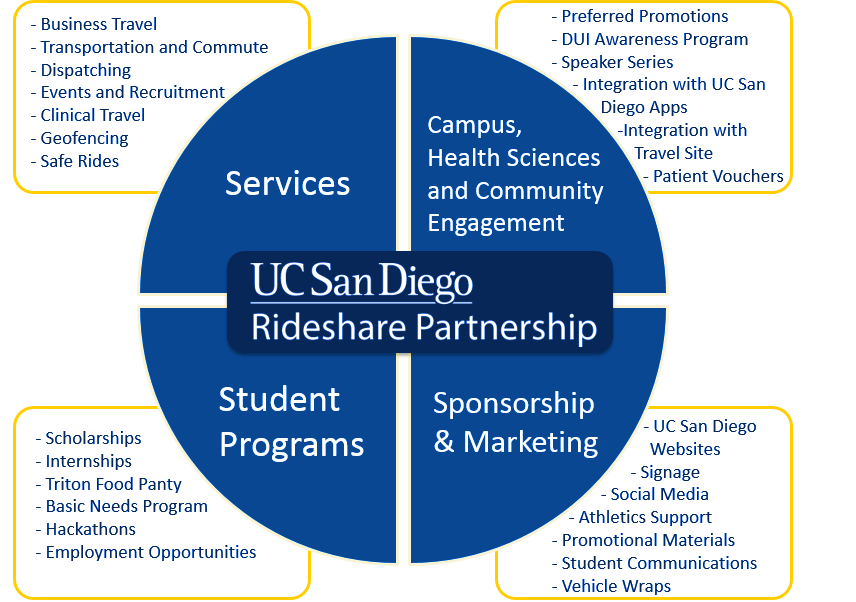 - Business Travel
- Transportation and Commute
- Dispatching
- Events and Recruitment
- Clinical Travel
- Geofencing
- Safe Rides
Services
- Preferred Promotions
- DUI Awareness Program
- Speaker Series
- Integration with UC San
Diego Apps
-Integration with
Travel Site
- Patient Vouchers
Campus,
Health Sciences
and Community
Engagement
UC San Diego
Rideshare Partnership
Student
Programs
- Scholarships
- Internships
- Triton Food Panty
- Basic Needs Program
- Hackathons
- Employment Opportunities
Sponsorship
& Marketing
- UC San Diego
Websites
- Signage
- Social Media
- Athletics Support
- Promotional Materials
- Student Communications
- Vehicle Wraps